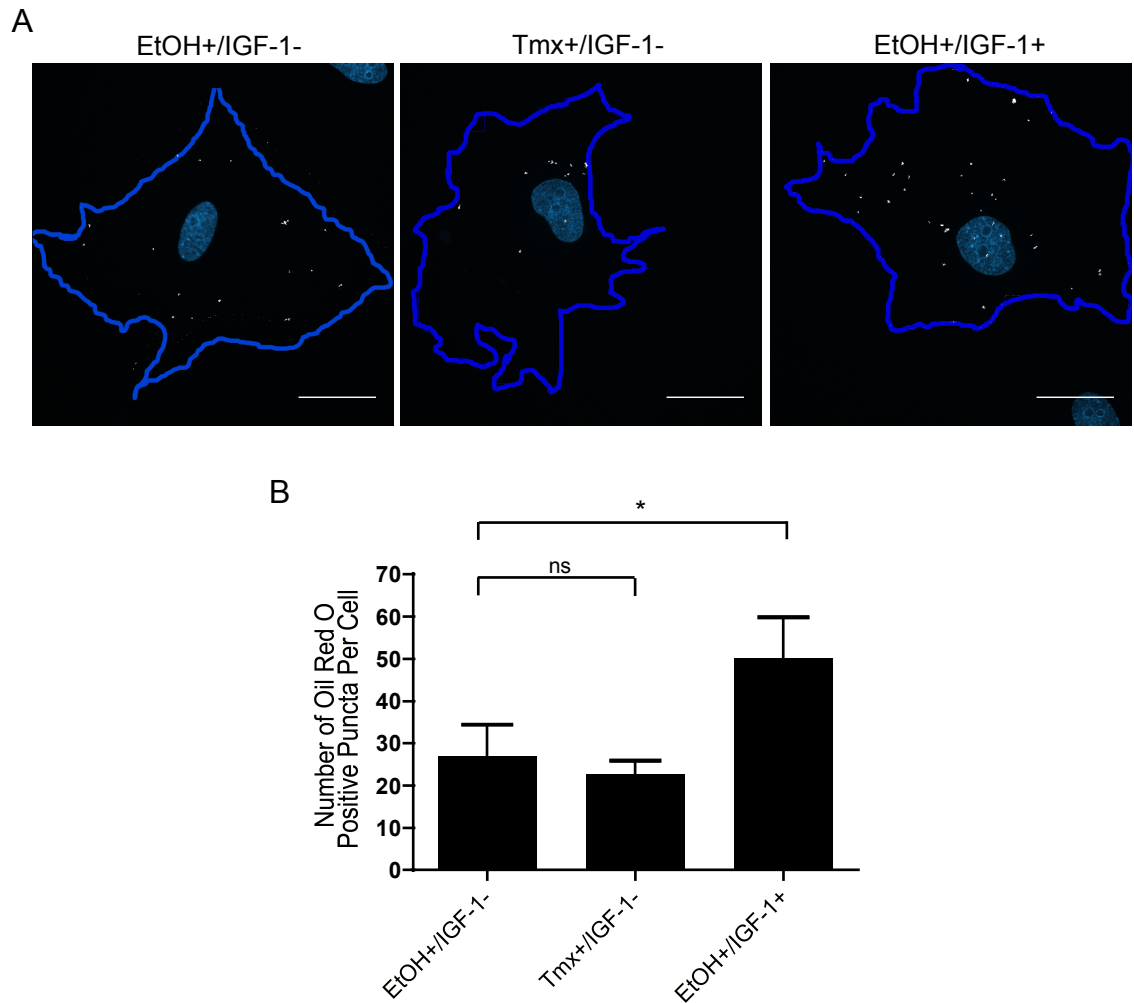 A
EtOH+/IGF-1-
Tmx+/IGF-1-
EtOH+/IGF-1+
B
*
ns
Number of Oil Red O
Positive Puncta Per Cell
70
60
50
40
30
20
10
0
EtOH+/IGF-1-
Tmx+/IGF-1-
EtOH+/IGF-1+